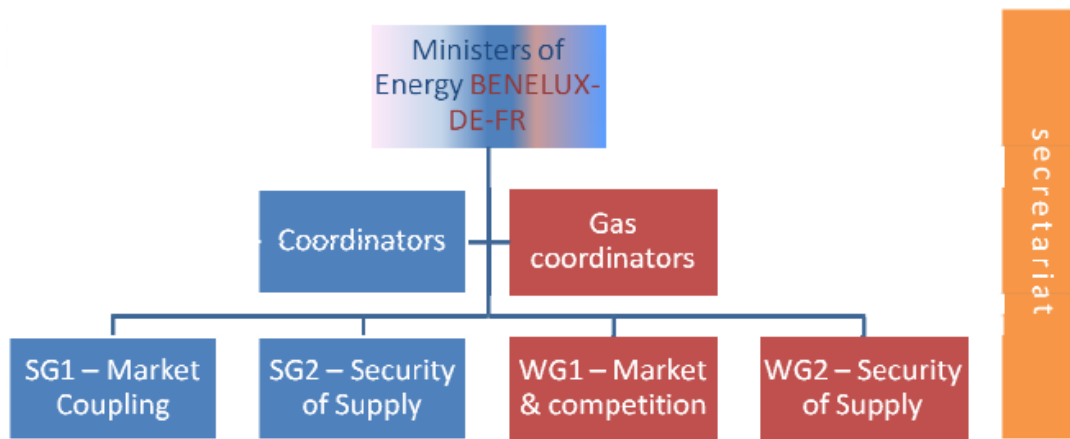 Ministers of
Energy BENELUX-
DE-FR
Coordinators
Gas
coordinators
SG1 – Market
Coupling
SG2 – Security
of Supply
WG1 – Market
& competition
WG2 – Security
of Supply
secretariat